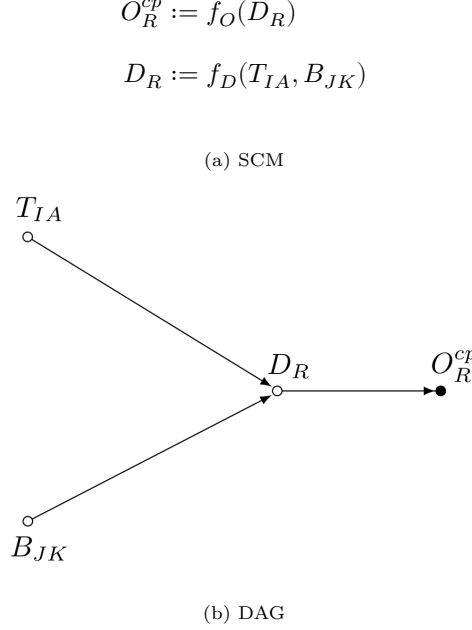 $O_R^{cp} := f_O(D_R)$
$D_R := f_D(T_{IA}, B_{JK})$
(a) SCM
$T_{IA}$
$D_R$ $O_R^{cp}$
$B_{JK}$
(b) DAG